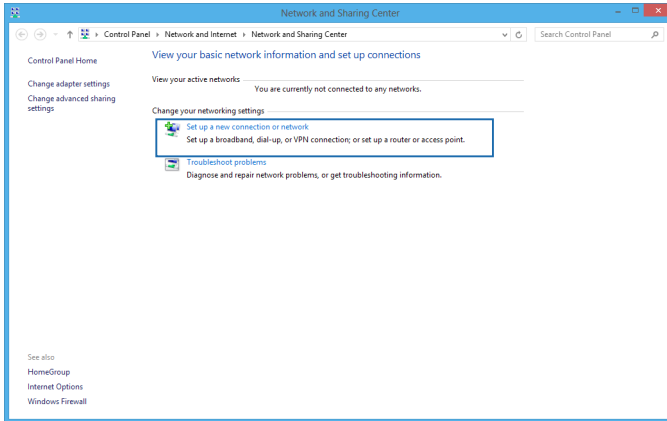 Network and Sharing Center
Control Panel Network and Internet Network and Sharing Center
Search Control Panel
Control Panel Home
Change adapter settings
Change advanced sharing
settings
View your basic network information and set up connections
View your active networks
You are currently not connected to any networks.
Change your networking settings
Set up a new connection or network
Set up a broadband, dial-up, or VPN connection; or set up a router or access point.
Troubleshoot problems
Diagnose and repair network problems, or get troubleshooting information.
See also
HomeGroup
Internet Options
Windows Firewall